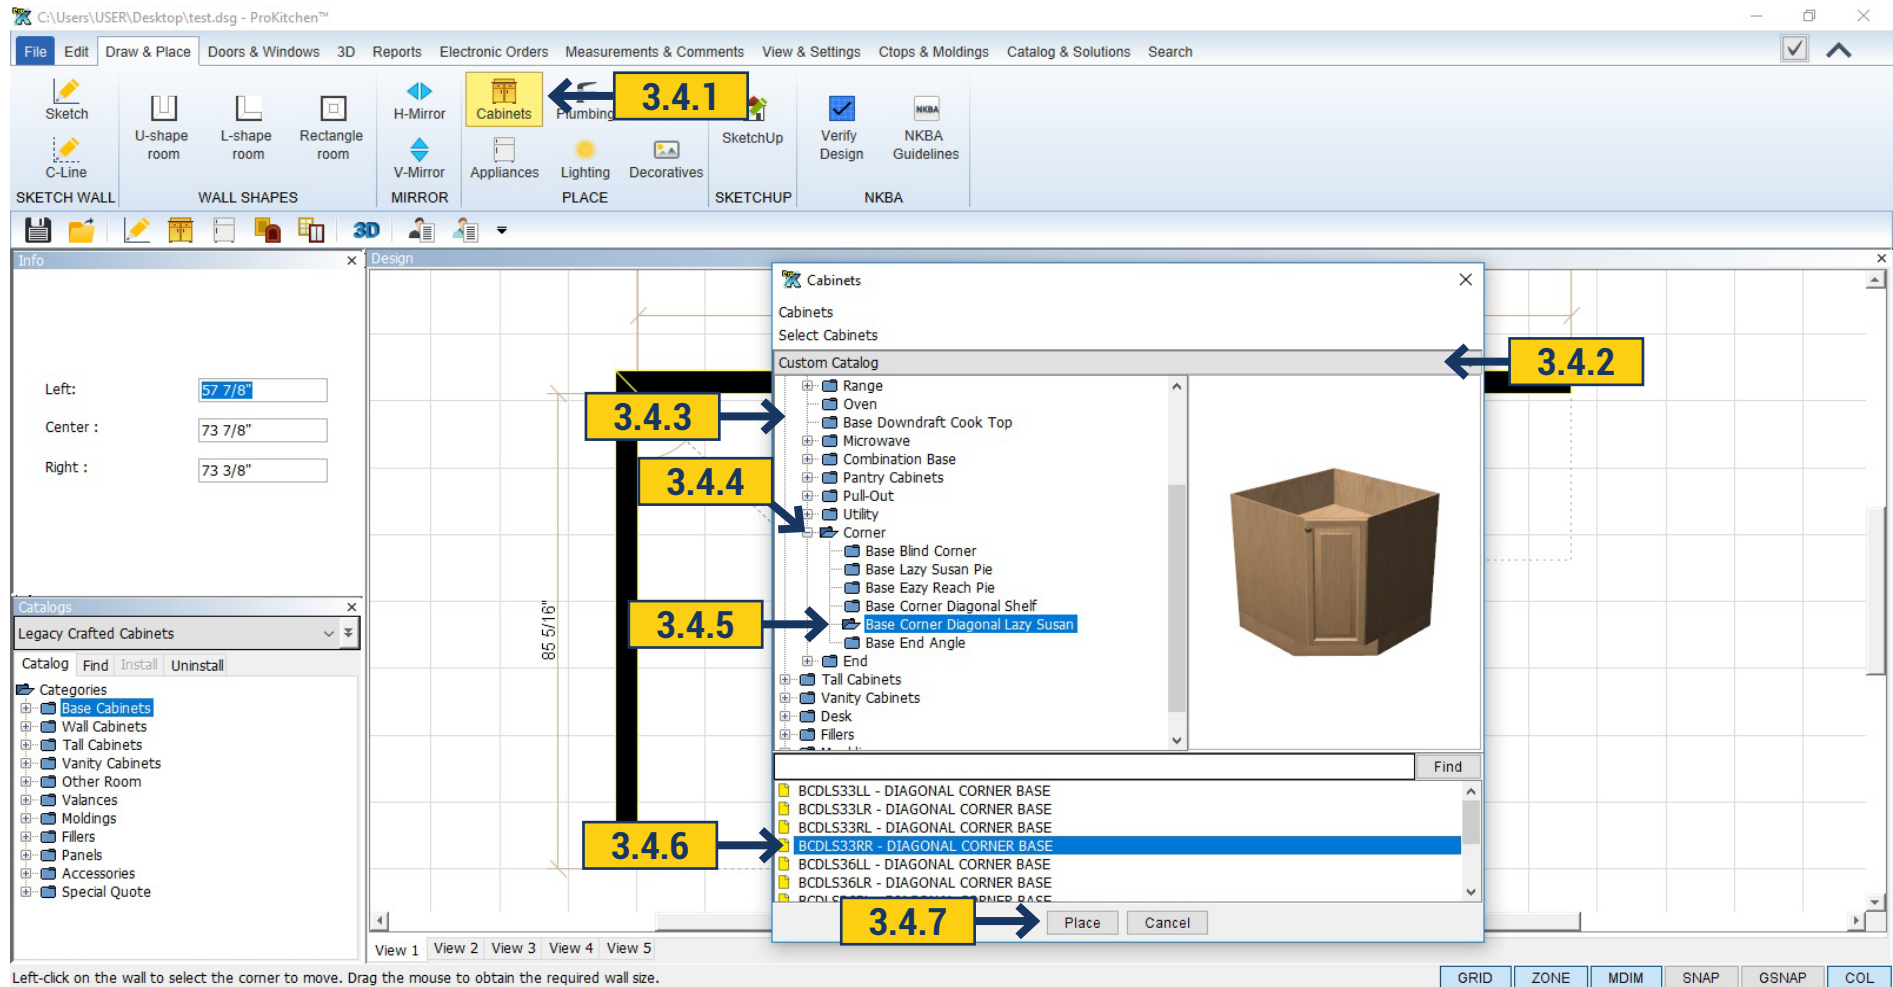 C:\Users\USER\Desktop\test.dsg - ProKitchen™
File Edit Draw & Place Doors & Windows 3D Reports Electronic Orders Measurements & Comments View & Settings Ctops & Moldings Catalog & Solutions Search
Sketch
C-Line
SKETCH WALL
U-shape room
L-shape room
Rectangle room
WALL SHAPES
H-Mirror
V-Mirror
MIRROR
Cabinets
3.4.1
Plumbing
Appliances
Lighting
Decoratives
PLACE
SketchUp
SKETCHUP
Verify Design
NKBA
NKBA Guidelines
NKBA
3D
Info
Left: 57 7/8"
Center : 73 7/8"
Right : 73 3/8"
Catalogs
Legacy Crafted Cabinets
Catalog Find Install Uninstall
Categories
Base Cabinets
Wall Cabinets
Tall Cabinets
Vanity Cabinets
Other Room
Valances
Moldings
Fillers
Panels
Accessories
Special Quote
Design
85 5/16"
Cabinets
Cabinets
Select Cabinets
Custom Catalog
3.4.2
3.4.3
3.4.4
3.4.5
3.4.6
3.4.7
Range
Oven
Base Downdraft Cook Top
Microwave
Combination Base
Pantry Cabinets
Pull-Out
Utility
Corner
Base Blind Corner
Base Lazy Susan Pie
Base Eazy Reach Pie
Base Corner Diagonal Shelf
Base Corner Diagonal Lazy Susan
Base End Angle
End
Tall Cabinets
Vanity Cabinets
Desk
Fillers
Find
BCDLS33LL - DIAGONAL CORNER BASE
BCDLS33LR - DIAGONAL CORNER BASE
BCDLS33RL - DIAGONAL CORNER BASE
BCDLS33RR - DIAGONAL CORNER BASE
BCDLS36LL - DIAGONAL CORNER BASE
BCDLS36LR - DIAGONAL CORNER BASE
Place Cancel
View 1 View 2 View 3 View 4 View 5
Left-click on the wall to select the corner to move. Drag the mouse to obtain the required wall size.
GRID ZONE MDIM SNAP GSNAP COL